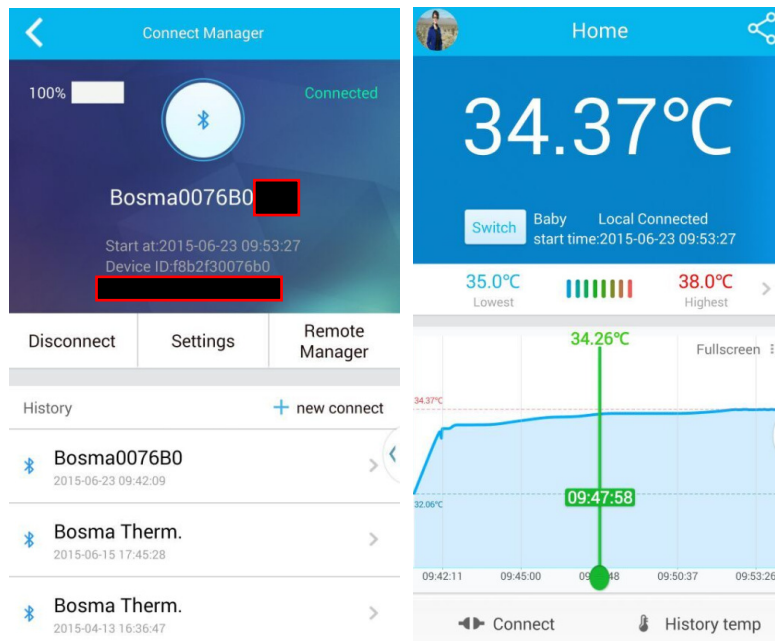 Connect Manager
100%
Connected
Bosma0076B0
Start at:2015-06-23 09:53:27
Device ID:f8b2f30076b0
Disconnect
Settings
Remote
Manager
History
+ new connect
Bosma0076B0
2015-06-23 09:42:09
Bosma Therm.
2015-06-15 17:45:28
Bosma Therm.
2015-04-13 16:36:47
Home
34.37°C
Switch
Baby Local Connected
start time:2015-06-23 09:53:27
35.0°C
Lowest
38.0°C
Highest
34.26°C
Fullscreen
34.37°C
09:47:58
32.06°C
09:42:11 09:45:00 09:50:37 09:53:26
Connect
History temp